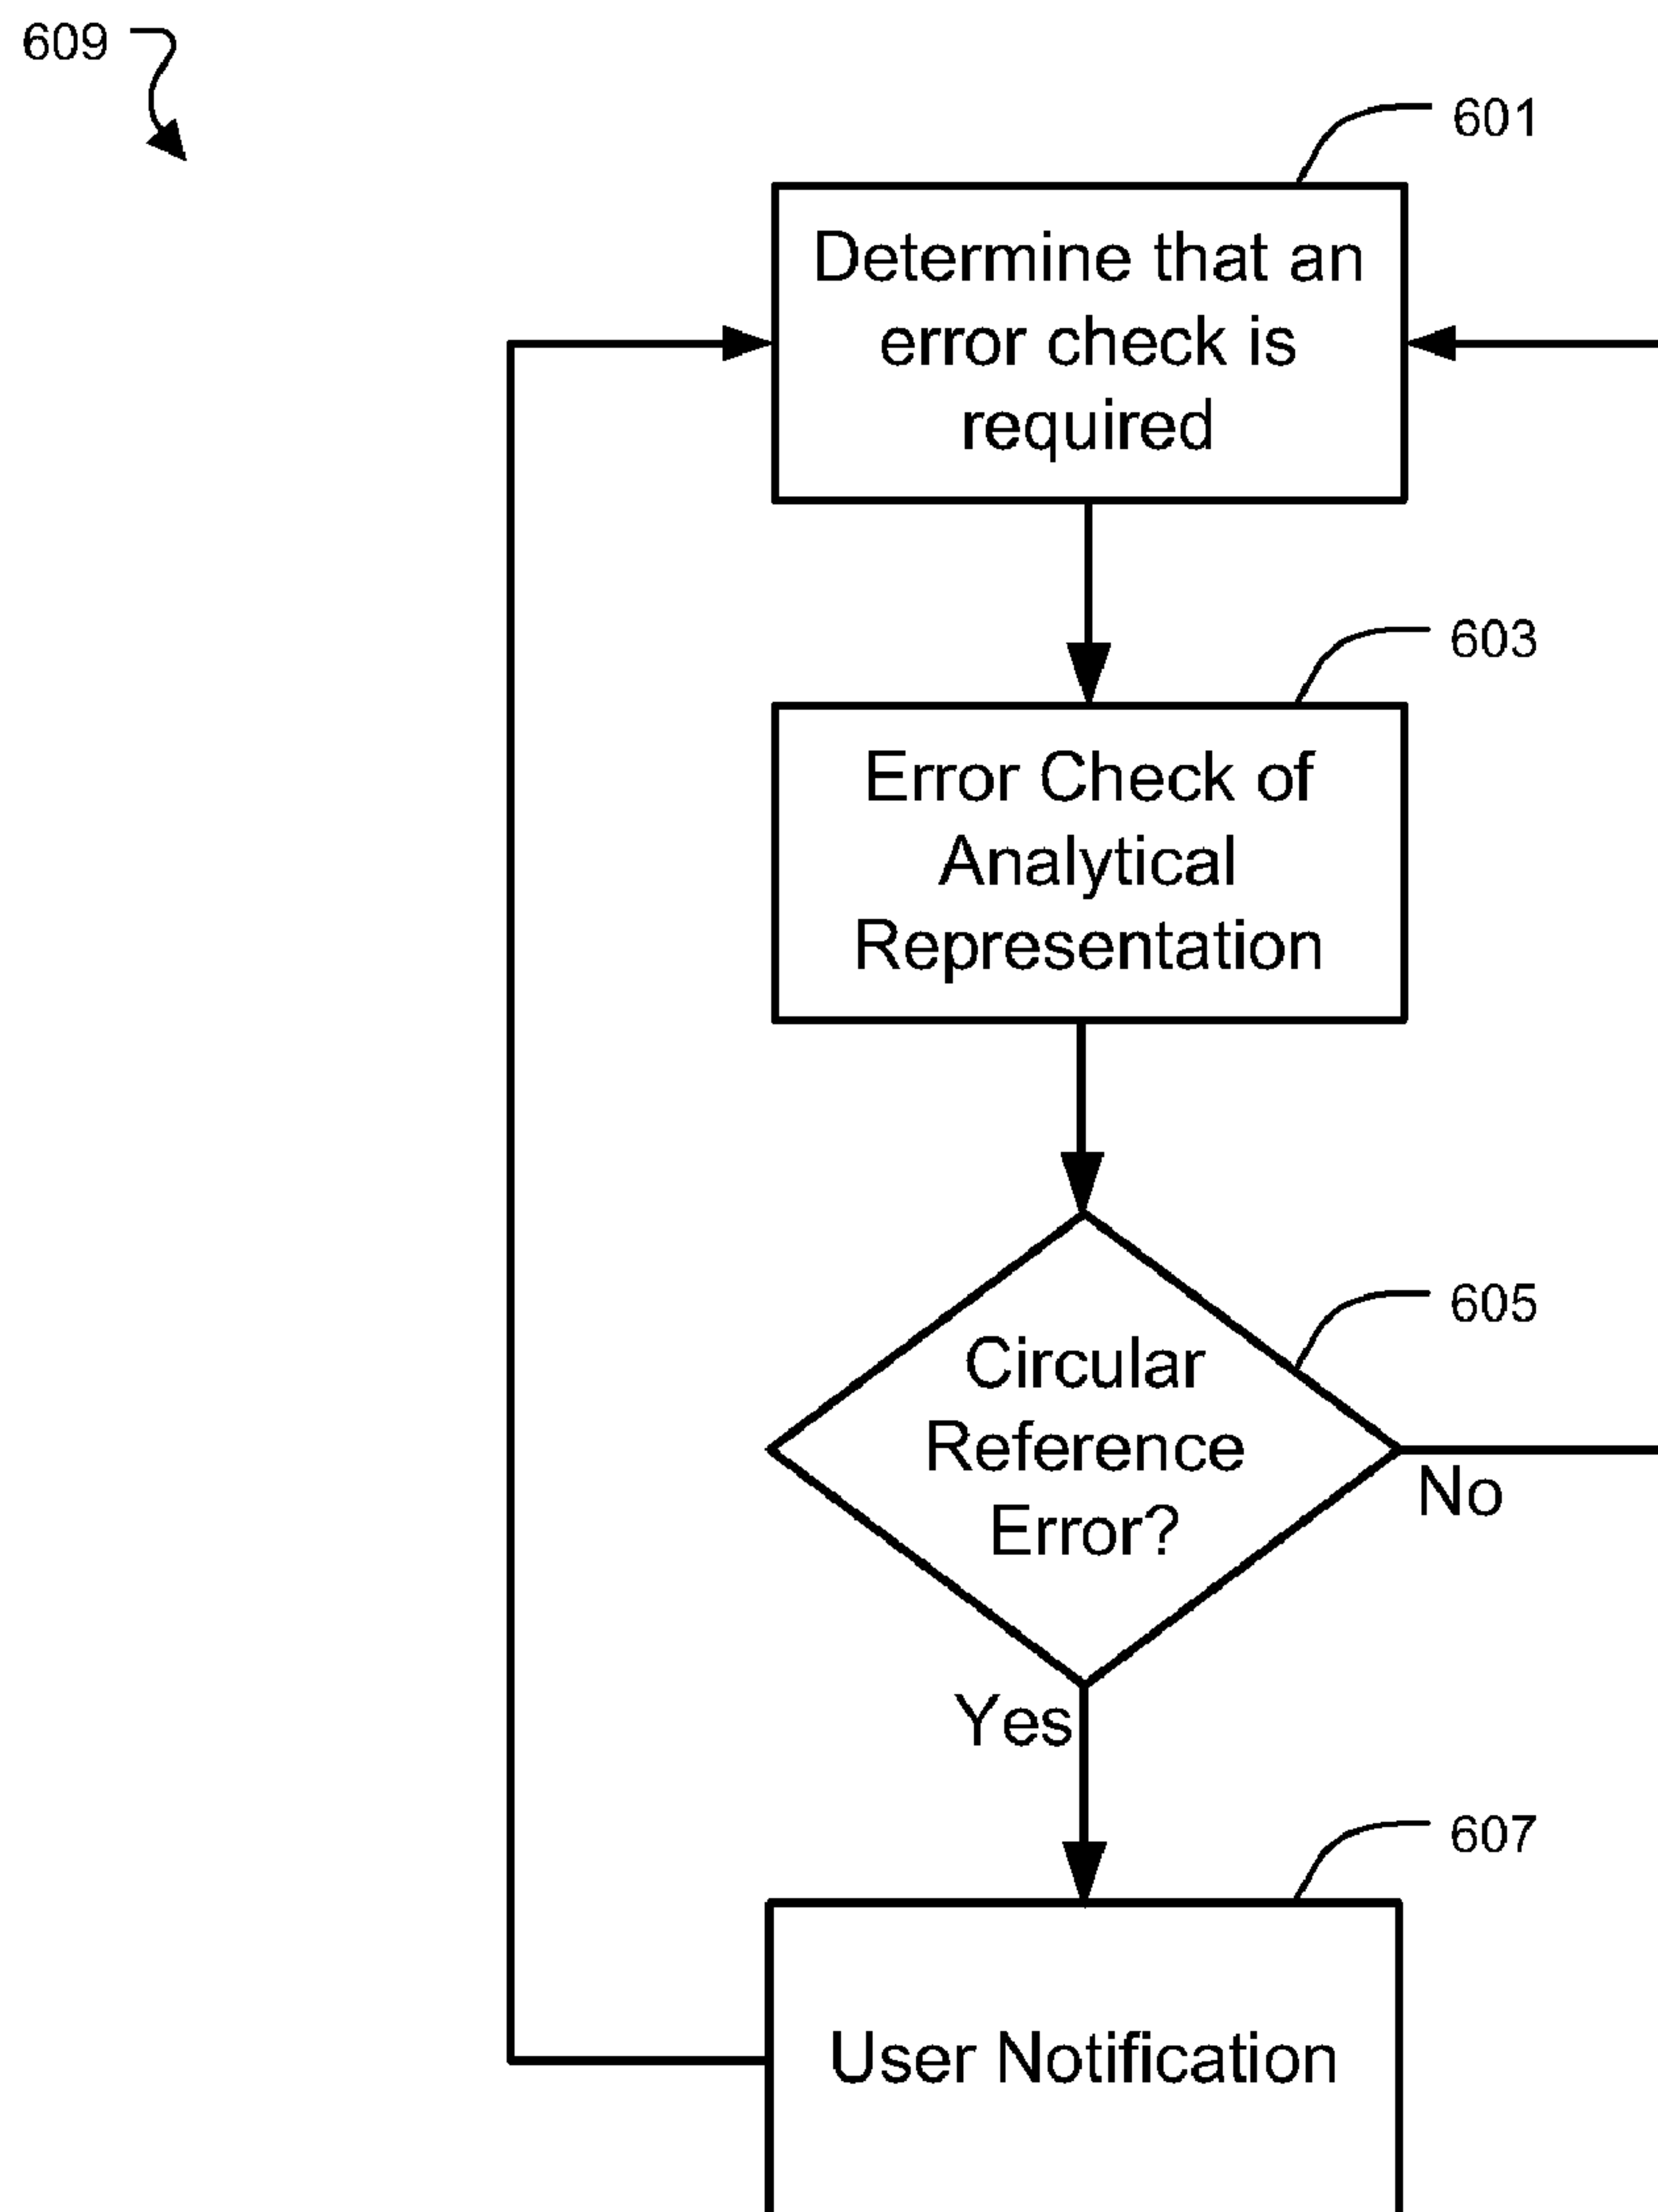 609
601
Determine that an
error check is
required
603
Error Check of
Analytical
Representation
605
Circular
Reference
Error?
No
Yes
607
User Notification